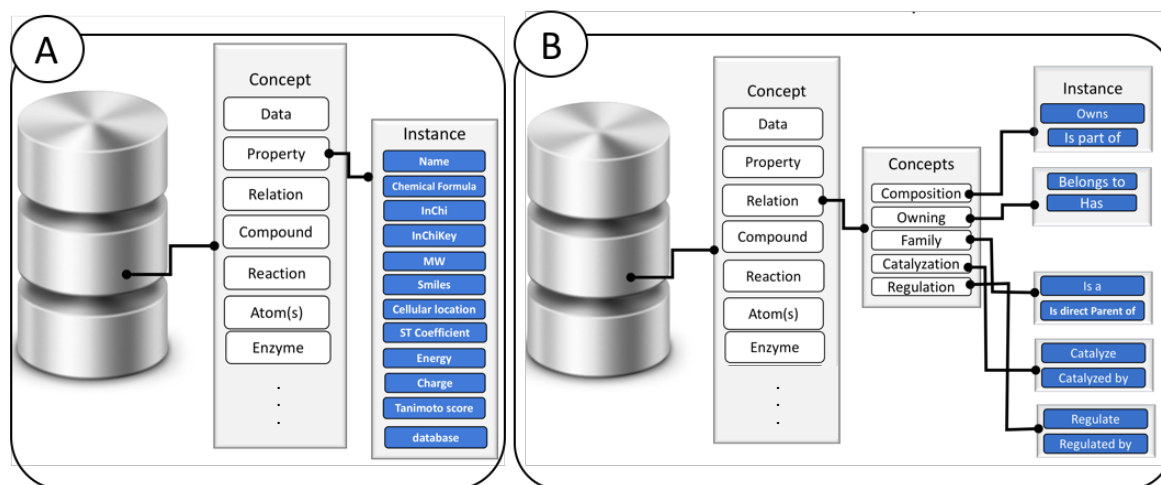 A
Concept
Data
Property
Relation
Compound
Reaction
Atom(s)
Enzyme
Instance
Name
Chemical Formula
InChi
InChiKey
MW
Smiles
Cellular location
ST Coefficient
Energy
Charge
Tanimoto score
database
B
Concept
Data
Property
Relation
Compound
Reaction
Atom(s)
Enzyme
Concepts
Composition
Owning
Family
Catalyzation
Regulation
Instance
Owns
Is part of
Belongs to
Has
Is a
Is direct Parent of
Catalyze
Catalyzed by
Regulate
Regulated by